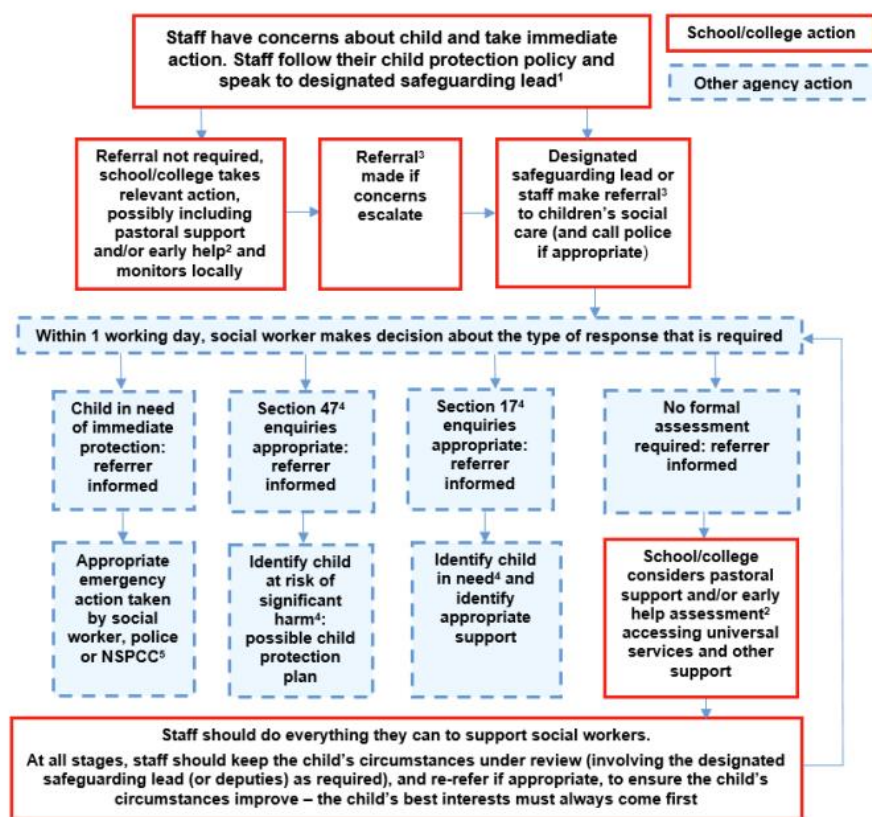 Staff have concerns about child and take immediate
action. Staff follow their child protection policy and
speak to designated safeguarding lead¹
School/college action
Other agency action
Referral not required,
school/college takes
relevant action,
possibly including
pastoral support
and/or early help² and
monitors locally
Referral³
made if
concerns
escalate
Designated
safeguarding lead or
staff make referral³
to children's social
care (and call police
if appropriate)
Within 1 working day, social worker makes decision about the type of response that is required
Child in need
of immediate
protection:
referrer
informed
Section 47⁴
enquiries
appropriate:
referrer
informed
Section 17⁴
enquiries
appropriate:
referrer
informed
No formal
assessment
required: referrer
informed
Appropriate
emergency
action taken
by social
worker, police
or NSPCC⁵
Identify child
at risk of
significant
harm⁴:
possible child
protection
plan
Identify child
in need⁴ and
identify
appropriate
support
School/college
considers pastoral
support and/or early
help assessment²
accessing universal
services and other
support
Staff should do everything they can to support social workers.
At all stages, staff should keep the child's circumstances under review (involving the designated
safeguarding lead (or deputies) as required), and re-refer if appropriate, to ensure the child's
circumstances improve – the child's best interests must always come first